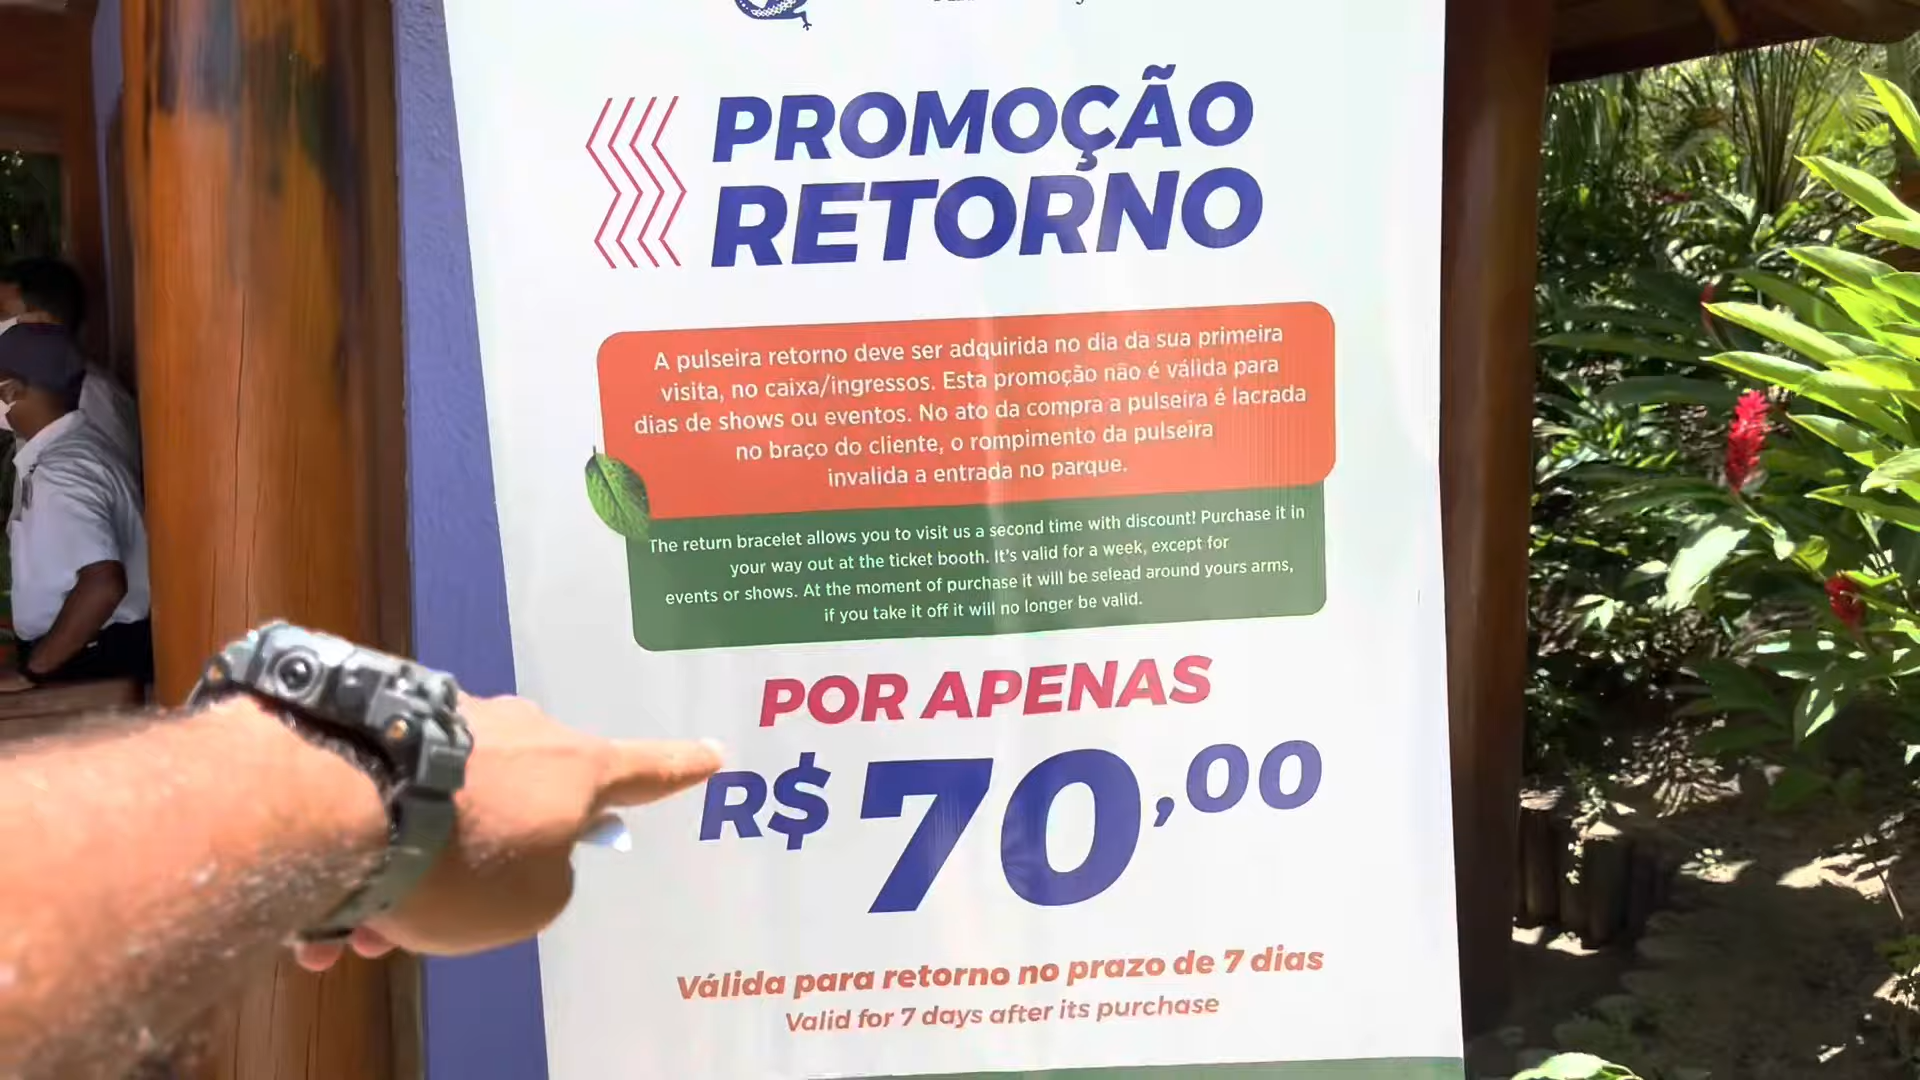 PROMOÇÃO
RETORNO
A pulseira retorno deve ser adquirida no dia da sua primeira
visita, no caixa/ingressos. Esta promoção não é válida para
dias de shows ou eventos. No ato da compra a pulseira é lacrada
no braço do cliente, o rompimento da pulseira
invalida a entrada no parque.
The return bracelet allows you to visit us a second time with discount! Purchase it in
your way out at the ticket booth. It's valid for a week, except for
events or shows. At the moment of purchase it will be selead around yours arms,
if you take it off it will no longer be valid.
POR APENAS
R$ 70,00
Válida para retorno no prazo de 7 dias
Valid for 7 days after its purchase